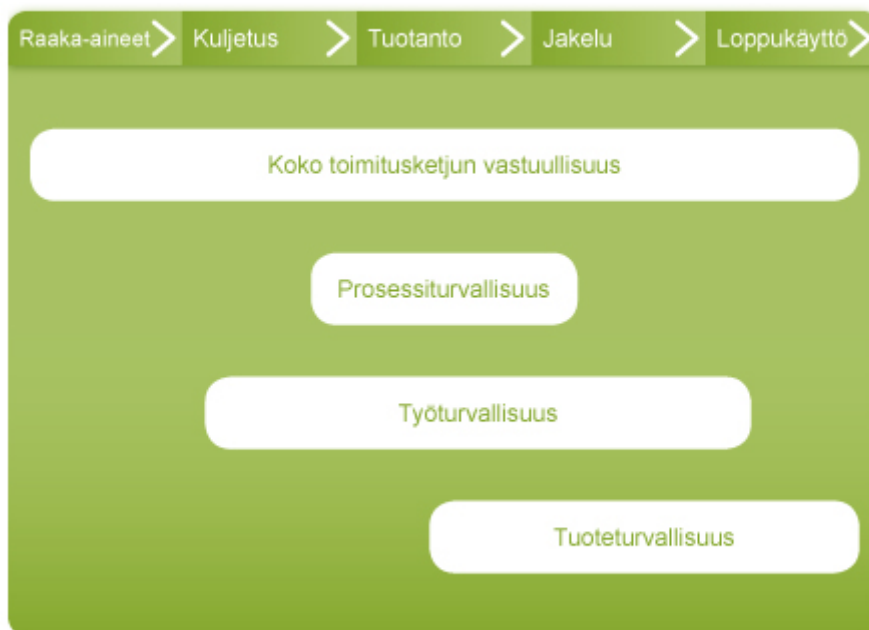 Raaka-aineet Kuljetus Tuotanto Jakelu Loppukäyttö
Koko toimitusketjun vastuullisuus
Prosessiturvallisuus
Työturvallisuus
Tuoteturvallisuus